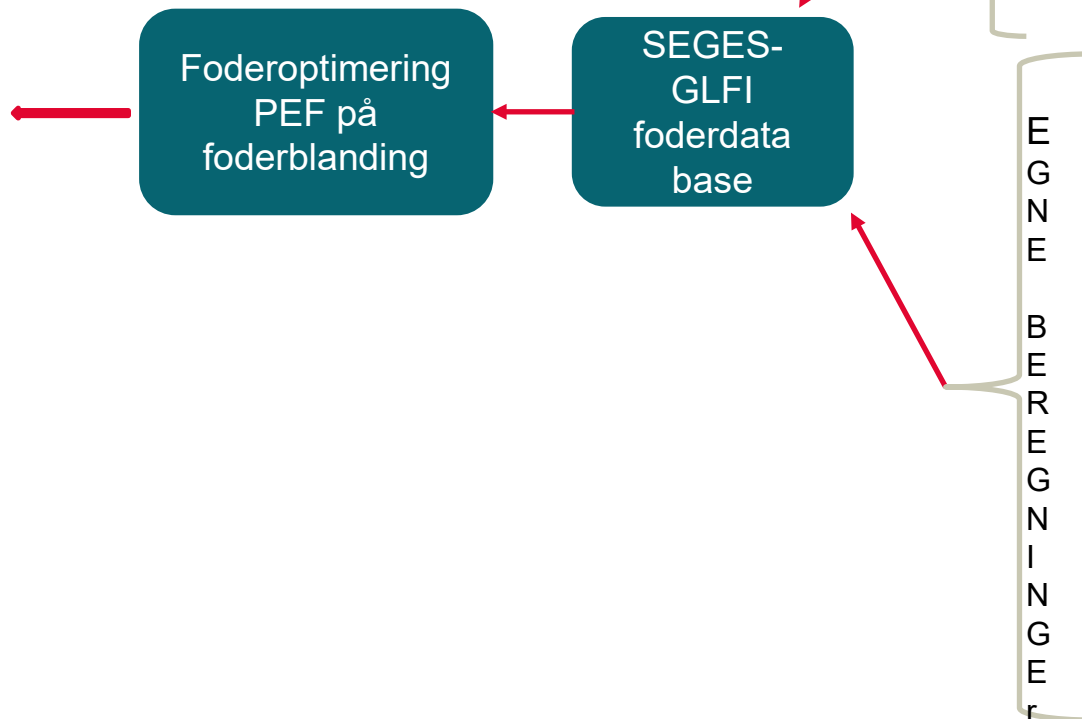 Foderoptimering
PEF på
foderblanding
SEGES-
GLFI
foderdata
base
E
G
N
E
B
E
R
E
G
N
I
N
G
E
r